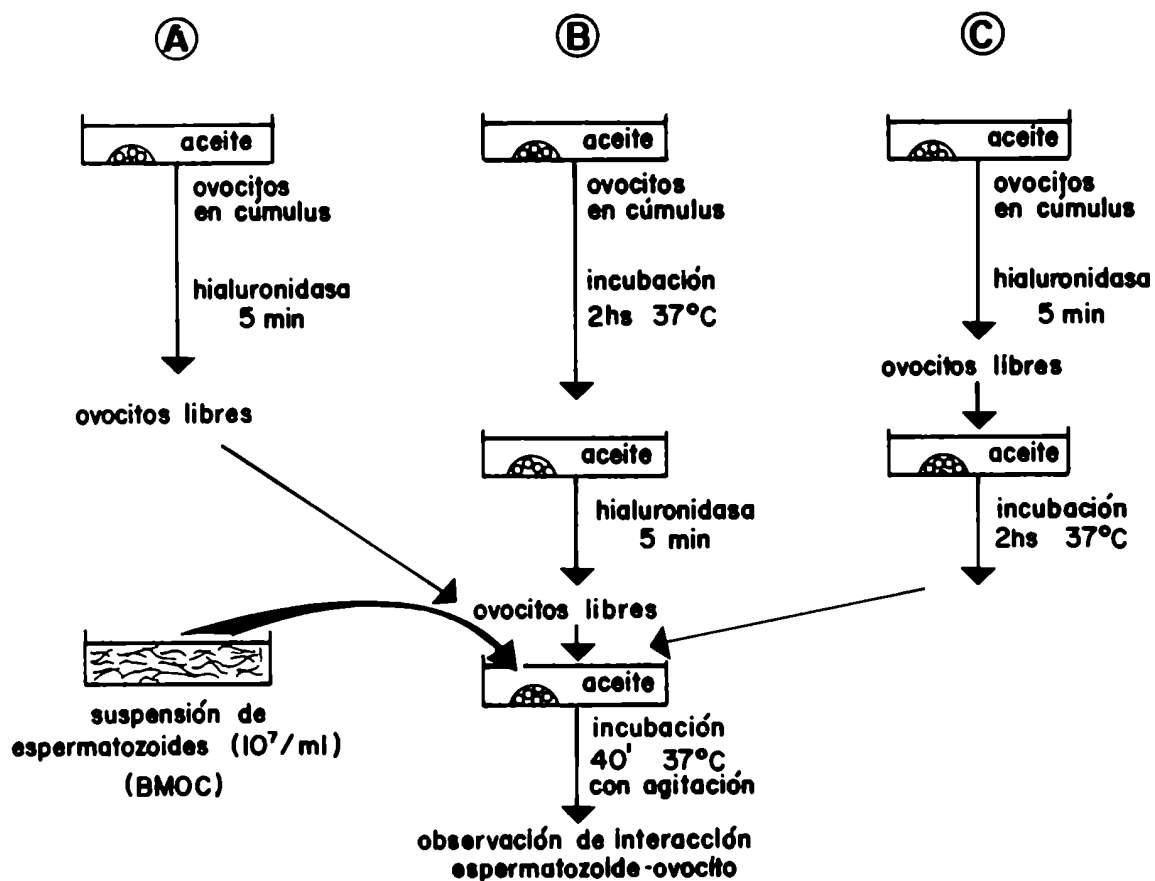 A
aceite
ovocitos
en cúmulus
hialuronidasa
5 min
ovocitos libres
suspensión de
espermatozoides (10⁷/ml)
(BMOC)
B
aceite
ovocitos
en cúmulus
incubación
2hs 37°C
aceite
hialuronidasa
5 min
ovocitos libres
aceite
incubación
40' 37°C
con agitación
observación de interacción
espermatozoide-ovocito
C
aceite
ovocitos
en cúmulus
hialuronidasa
5 min
ovocitos libres
aceite
incubación
2hs 37°C